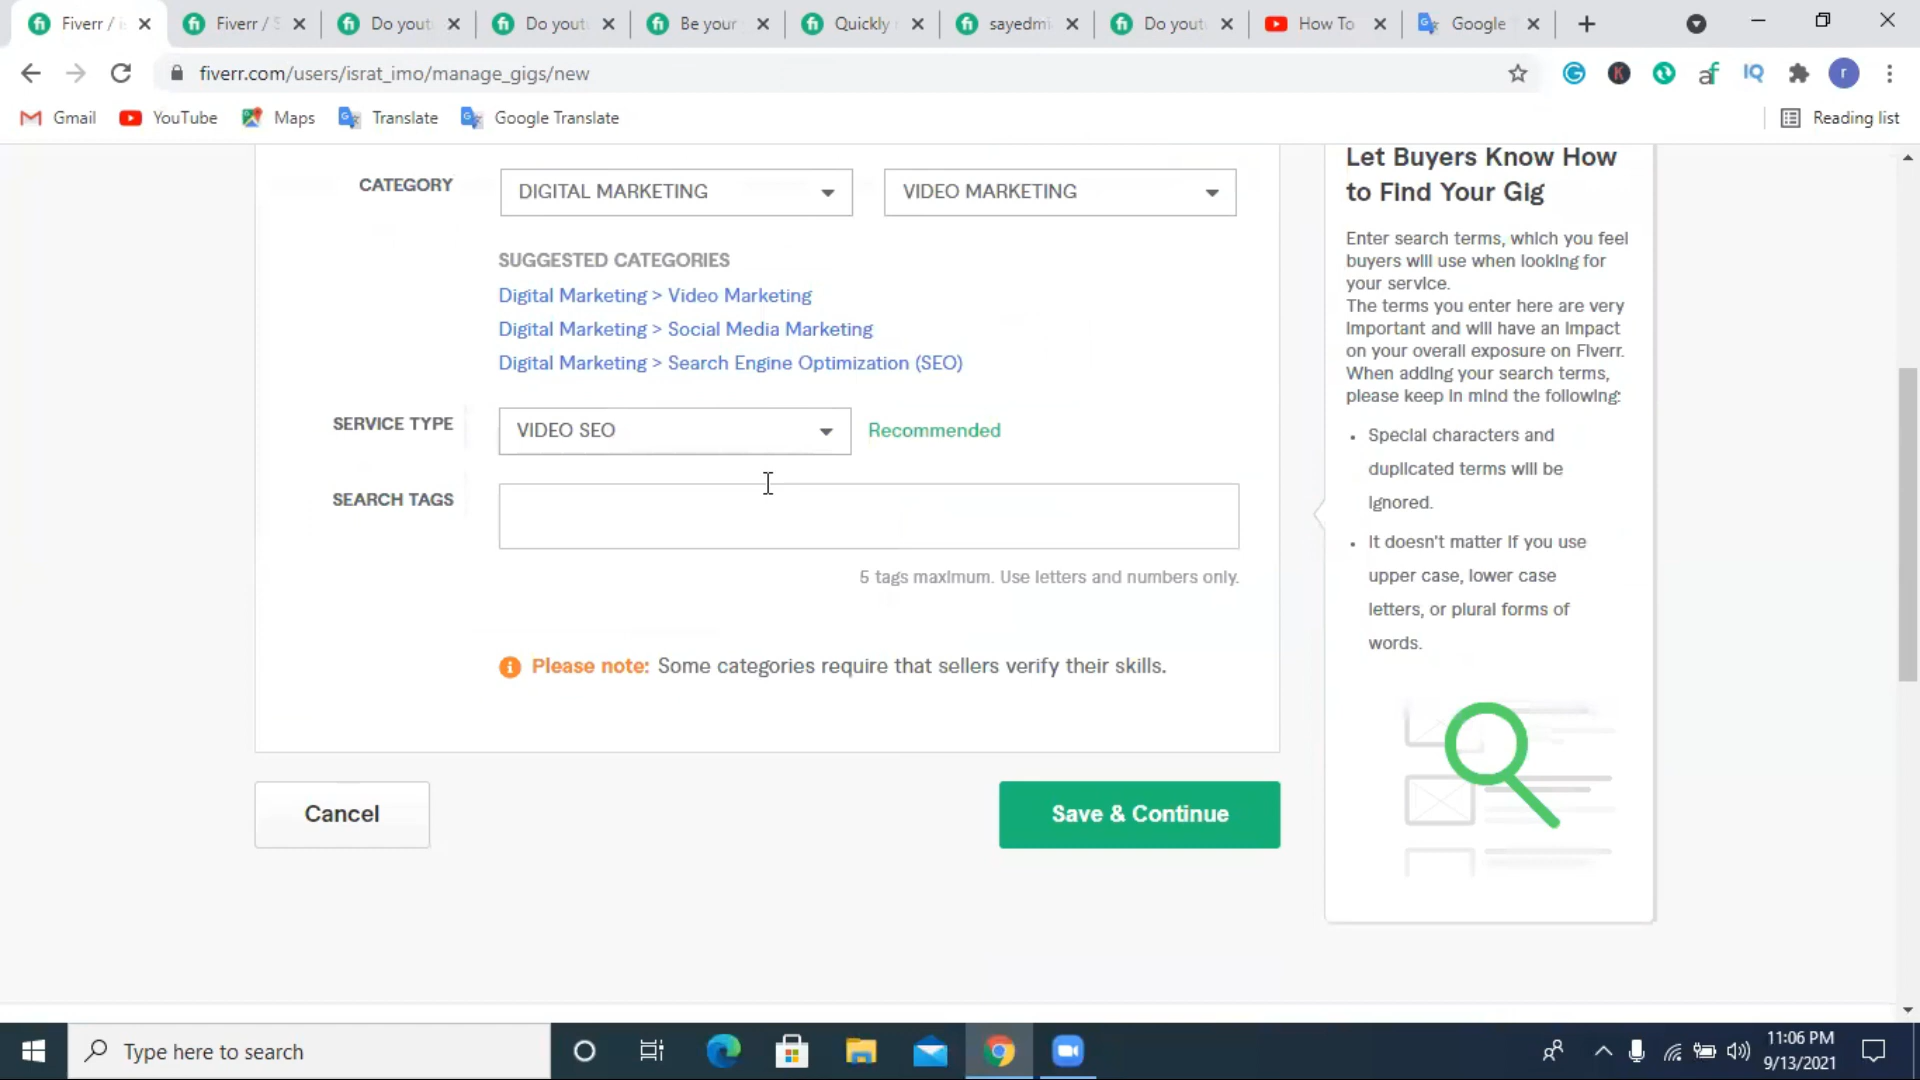 Fiverr / is
Fiverr / S
Do yout
Do yout
Be your
Quickly
sayedmi
Do yout
How To
Google
fiverr.com/users/israt_imo/manage_gigs/new
Gmail
YouTube
Maps
Translate
Google Translate
Reading list
CATEGORY
DIGITAL MARKETING
VIDEO MARKETING
SUGGESTED CATEGORIES
Digital Marketing > Video Marketing
Digital Marketing > Social Media Marketing
Digital Marketing > Search Engine Optimization (SEO)
SERVICE TYPE
VIDEO SEO
Recommended
SEARCH TAGS
5 tags maximum. Use letters and numbers only.
Please note: Some categories require that sellers verify their skills.
Cancel
Save & Continue
Let Buyers Know How
to Find Your Gig
Enter search terms, which you feel
buyers will use when looking for
your service.
The terms you enter here are very
important and will have an impact
on your overall exposure on Fiverr.
When adding your search terms,
please keep in mind the following:
• Special characters and
duplicated terms will be
ignored.
• It doesn't matter if you use
upper case, lower case
letters, or plural forms of
words.
Type here to search
11:06 PM
9/13/2021